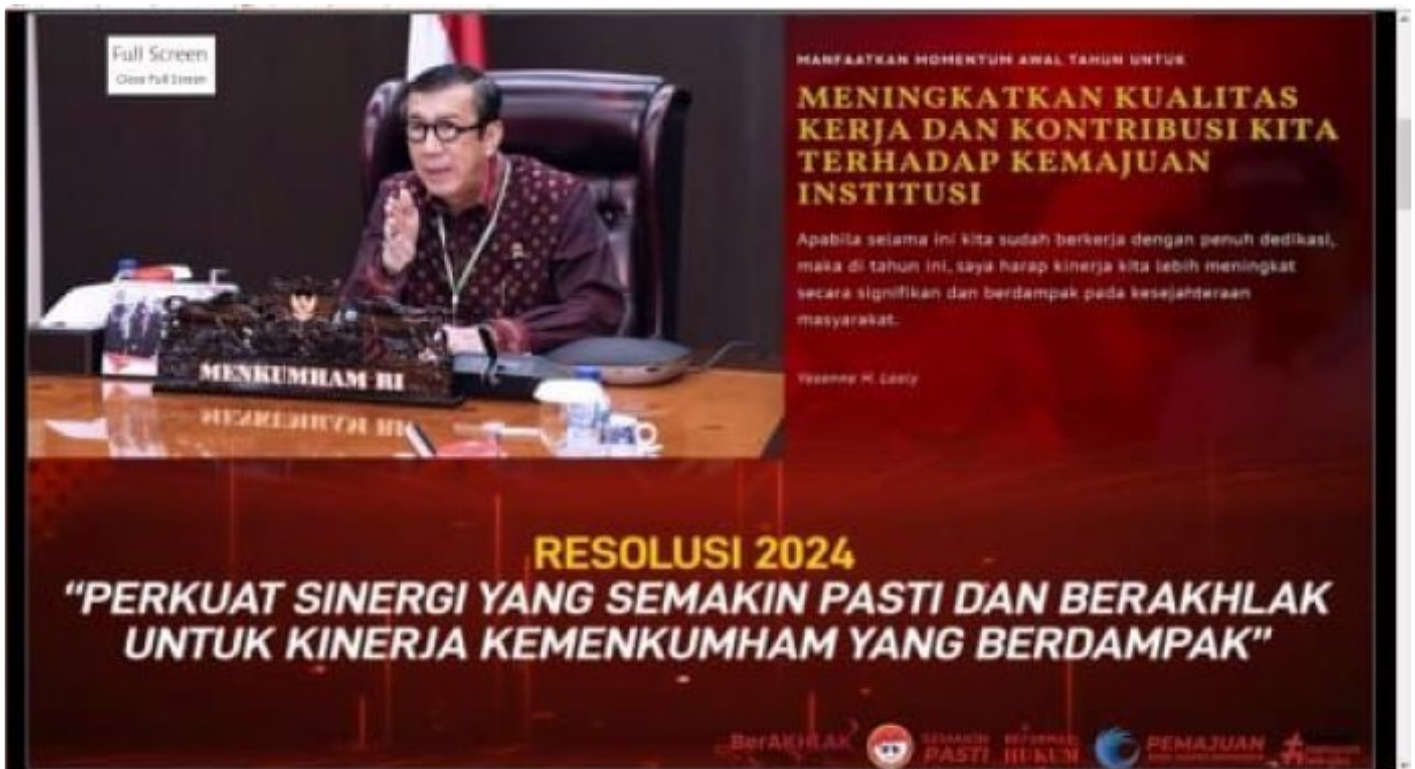 Full Screen
Close Full Screen
MENKUMHAM RI
MANFAATKAN MOMENTUM AWAL TAHUN UNTUK
MENINGKATKAN KUALITAS
KERJA DAN KONTRIBUSI KITA
TERHADAP KEMAJUAN
INSTITUSI
Apabila selama ini kita sudah berkerja dengan penuh dedikasi,
maka di tahun ini, saya harap kinerja kita lebih meningkat
secara signifikan dan berdampak pada kesejahteraan
masyarakat.
Yasonna H. Laoly
RESOLUSI 2024
"PERKUAT SINERGI YANG SEMAKIN PASTI DAN BERAKHLAK
UNTUK KINERJA KEMENKUMHAM YANG BERDAMPAK"
BerAKHLAK
SEMAKIN
PASTI
HUKUM
PEMAJUAN